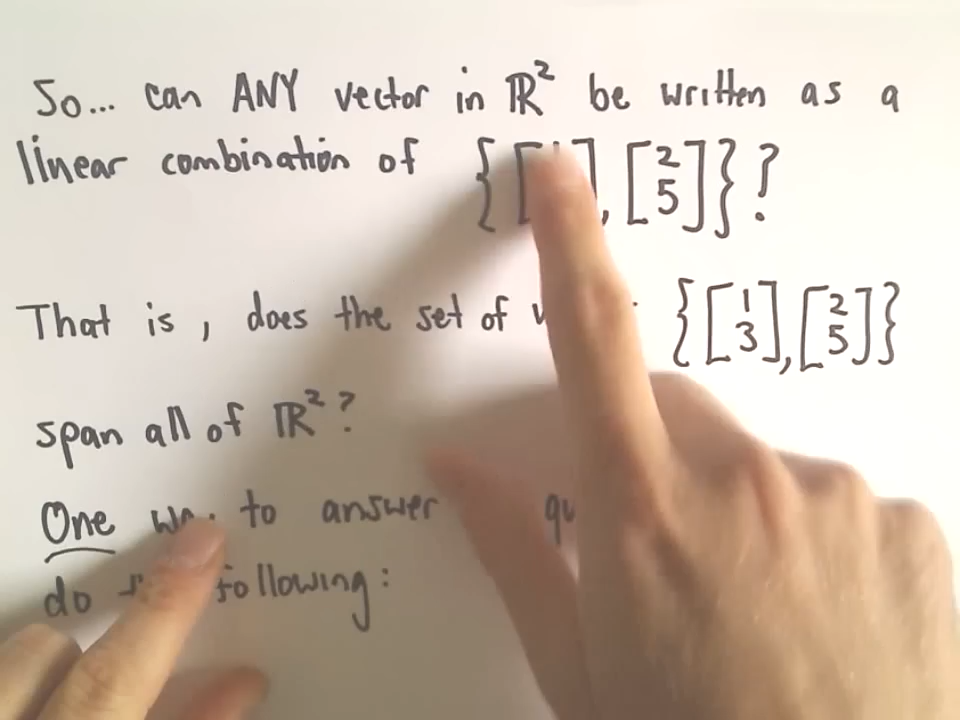 So... can ANY vector in ℝ² be written as a
linear combination of {[ ], [2 5]}?
That is, does the set of {[1 3], [2 5]}
span all of ℝ²?
One to answer
do following: